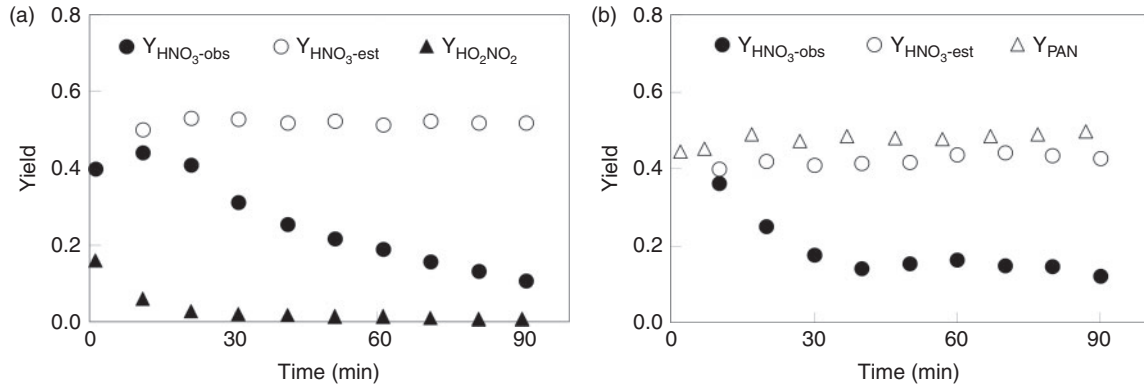 (a)
0.8
Y_HNO₃-obs Y_HNO₃-est Y_HO₂NO₂
0.6
Yield
0.4
0.2
0.0
0 30 60 90
Time (min)
(b)
0.8
Y_HNO₃-obs Y_HNO₃-est Y_PAN
0.6
Yield
0.4
0.2
0.0
0 30 60 90
Time (min)